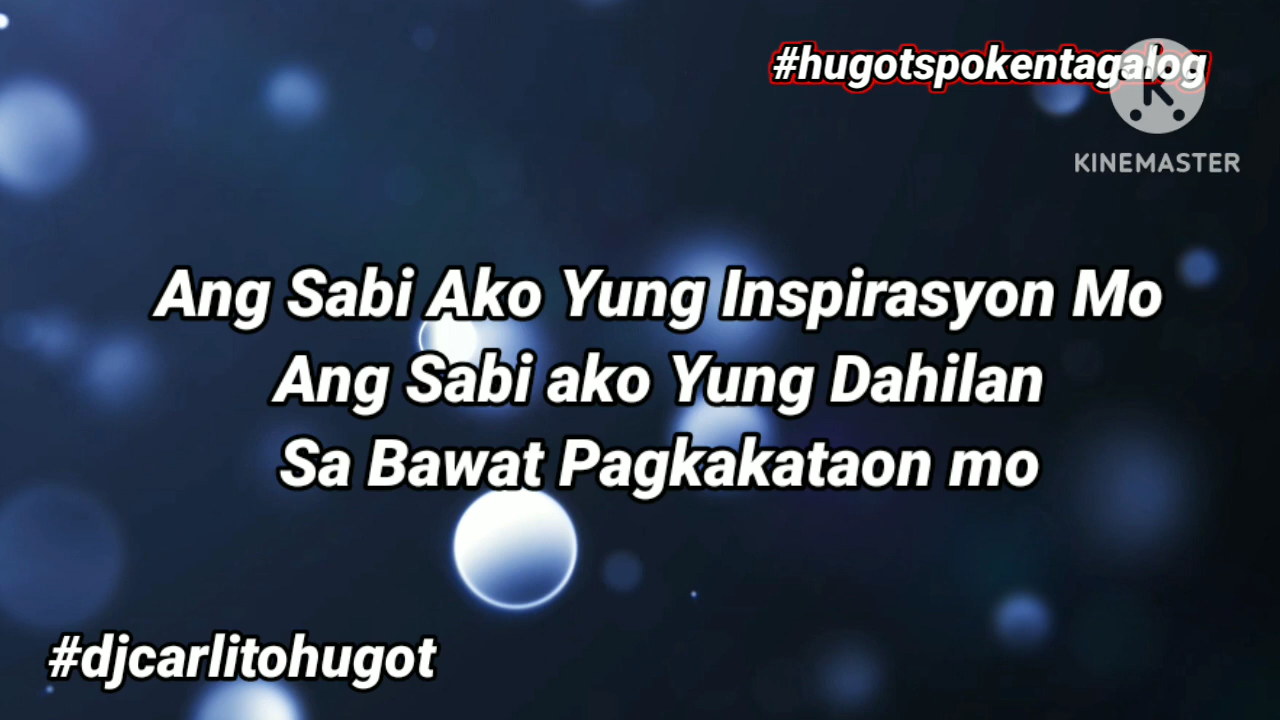 #hugotspokentagalog
KINEMASTER
Ang Sabi Ako Yung Inspirasyon Mo
Ang Sabi ako Yung Dahilan
Sa Bawat Pagkakataon mo
#djcarlitohugot